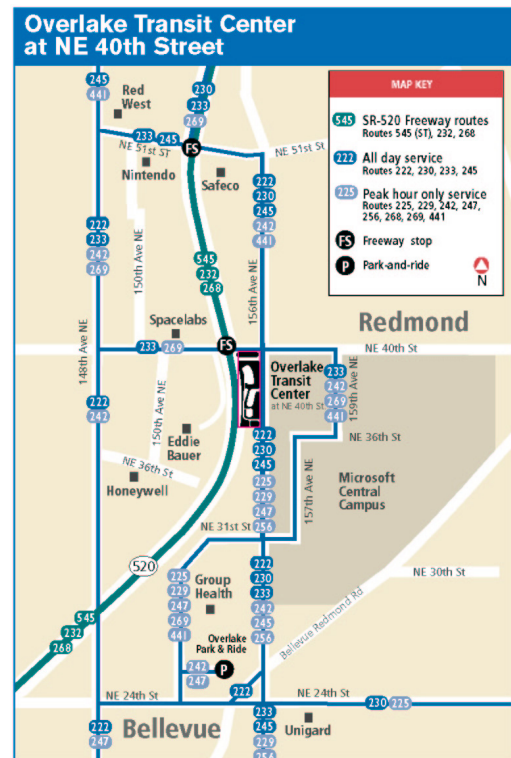 Overlake Transit Center
at NE 40th Street
MAP KEY
545 SR-520 Freeway routes
Routes 545 (ST), 232, 268
222 All day service
Routes 222, 230, 233, 245
225 Peak hour only service
Routes 225, 229, 242, 247,
256, 268, 269, 441
FS Freeway stop
P Park-and-ride
N
245
441
Red
West
230
233
269
233 245
NE 51st ST
FS
NE 51st St
Nintendo
Safeco
222
230
245
242
441
222
233
242
269
150th Ave NE
545
232
268
156th Ave NE
148th Ave NE
Spacelabs
Redmond
233 269
FS
NE 40th St
Overlake
Transit
Center
at NE 40th St
233
242
269
441
159th Ave NE
222
242
150th Ave NE
Eddie
Bauer
222
230
245
225
229
247
256
NE 36th St
NE 36th St
Honeywell
157th Ave NE
Microsoft
Central
Campus
NE 31st St
520
225
229
247
269
441
Group
Health
222
230
233
242
245
256
NE 30th St
Bellevue Redmond Rd
545
232
268
Overlake
Park & Ride
242
247
P
222
NE 24th St
NE 24th St
230 225
222
247
Bellevue
233
245
229
Unigard